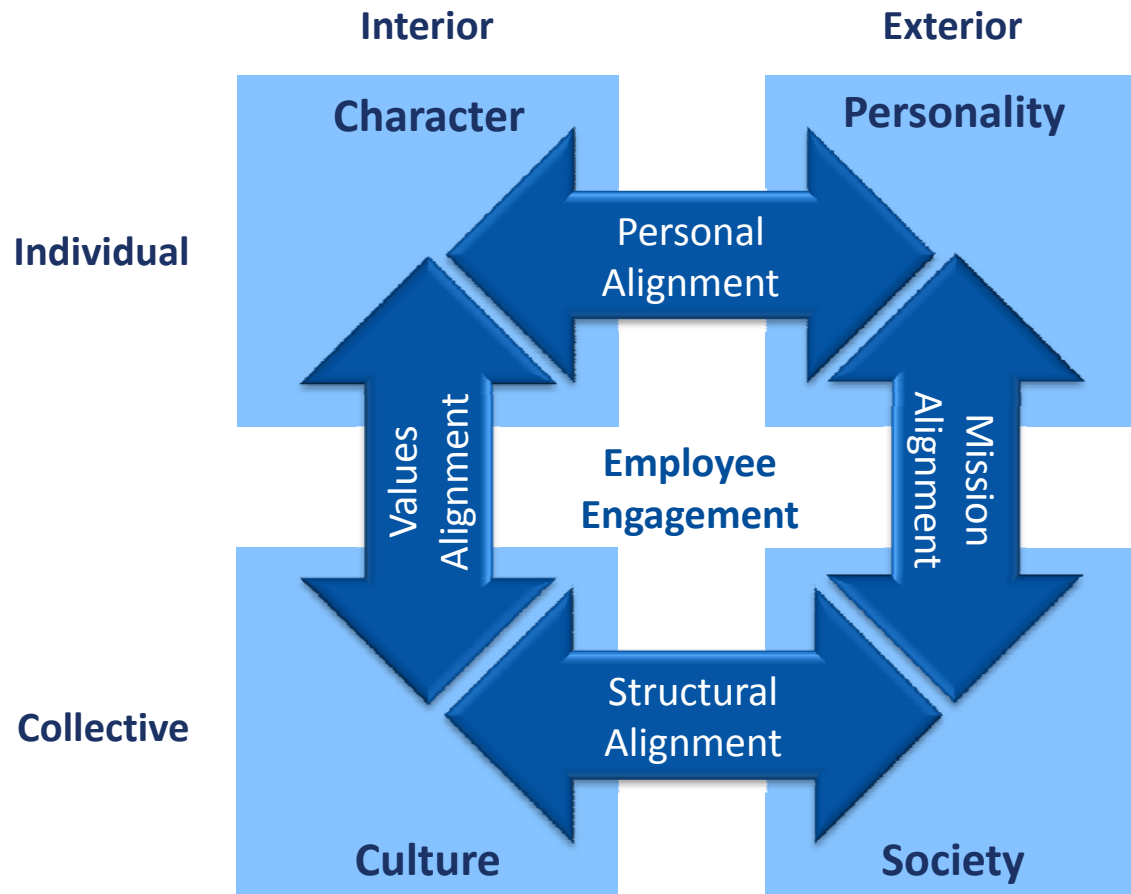 Interior
Exterior
Character
Personality
Individual
Personal
Alignment
Values
Alignment
Mission
Alignment
Employee
Engagement
Collective
Structural
Alignment
Culture
Society